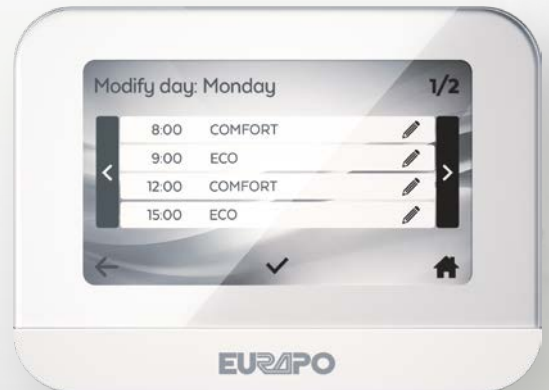 Modify day: Monday 1/2
8:00 COMFORT
9:00 ECO
12:00 COMFORT
15:00 ECO
EURAPO